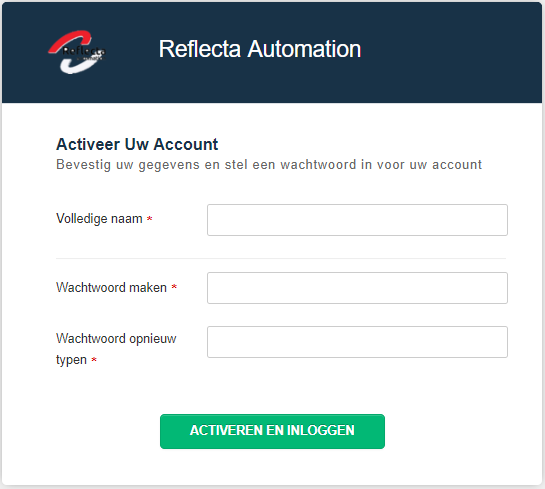 Reflecta
Reflecta Automation
Activeer Uw Account
Bevestig uw gegevens en stel een wachtwoord in voor uw account
Volledige naam *
Wachtwoord maken *
Wachtwoord opnieuw
typen *
ACTIVEREN EN INLOGGEN